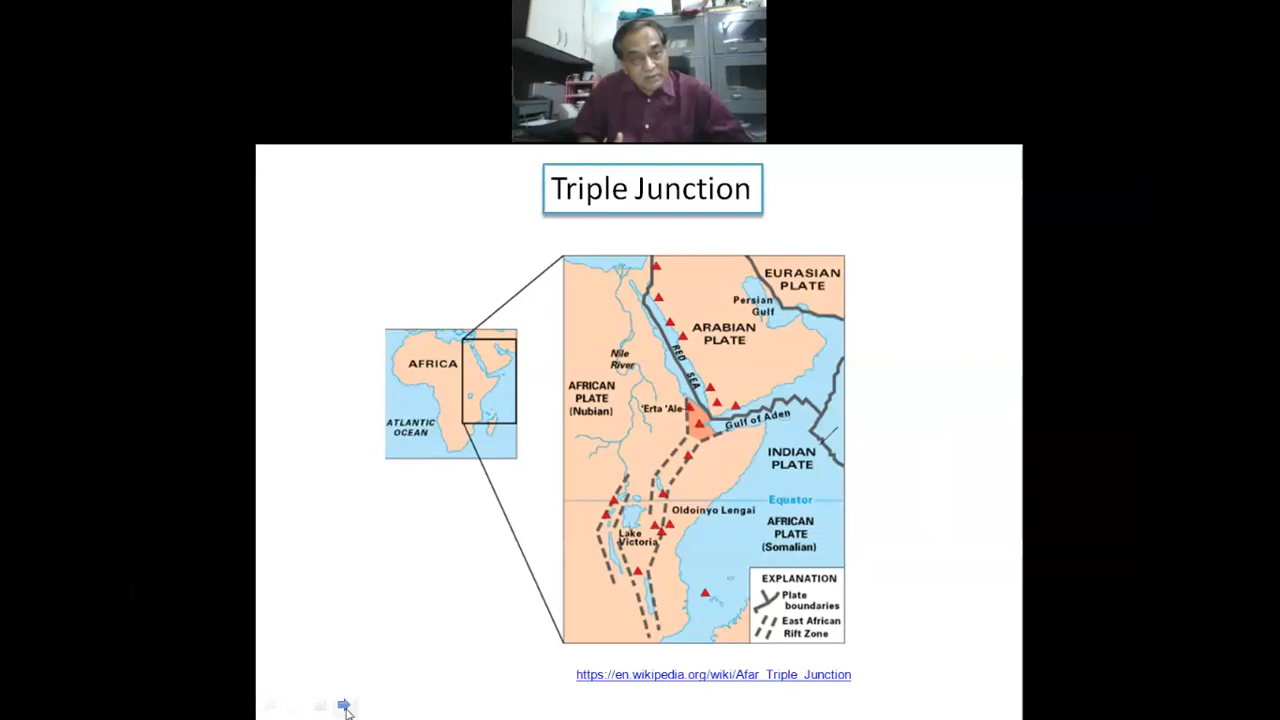 Triple Junction
EURASIAN
PLATE
Persian
Gulf
ARABIAN
PLATE
RED SEA
Nile
River
AFRICA
AFRICAN
PLATE
(Nubian)
'Erta 'Ale
Gulf of Aden
ATLANTIC
OCEAN
INDIAN
PLATE
Equator
Oldoinyo Lengai
AFRICAN
PLATE
(Somalian)
Lake
Victoria
EXPLANATION
Plate
boundaries
East African
Rift Zone
https://en.wikipedia.org/wiki/Afar_Triple_Junction